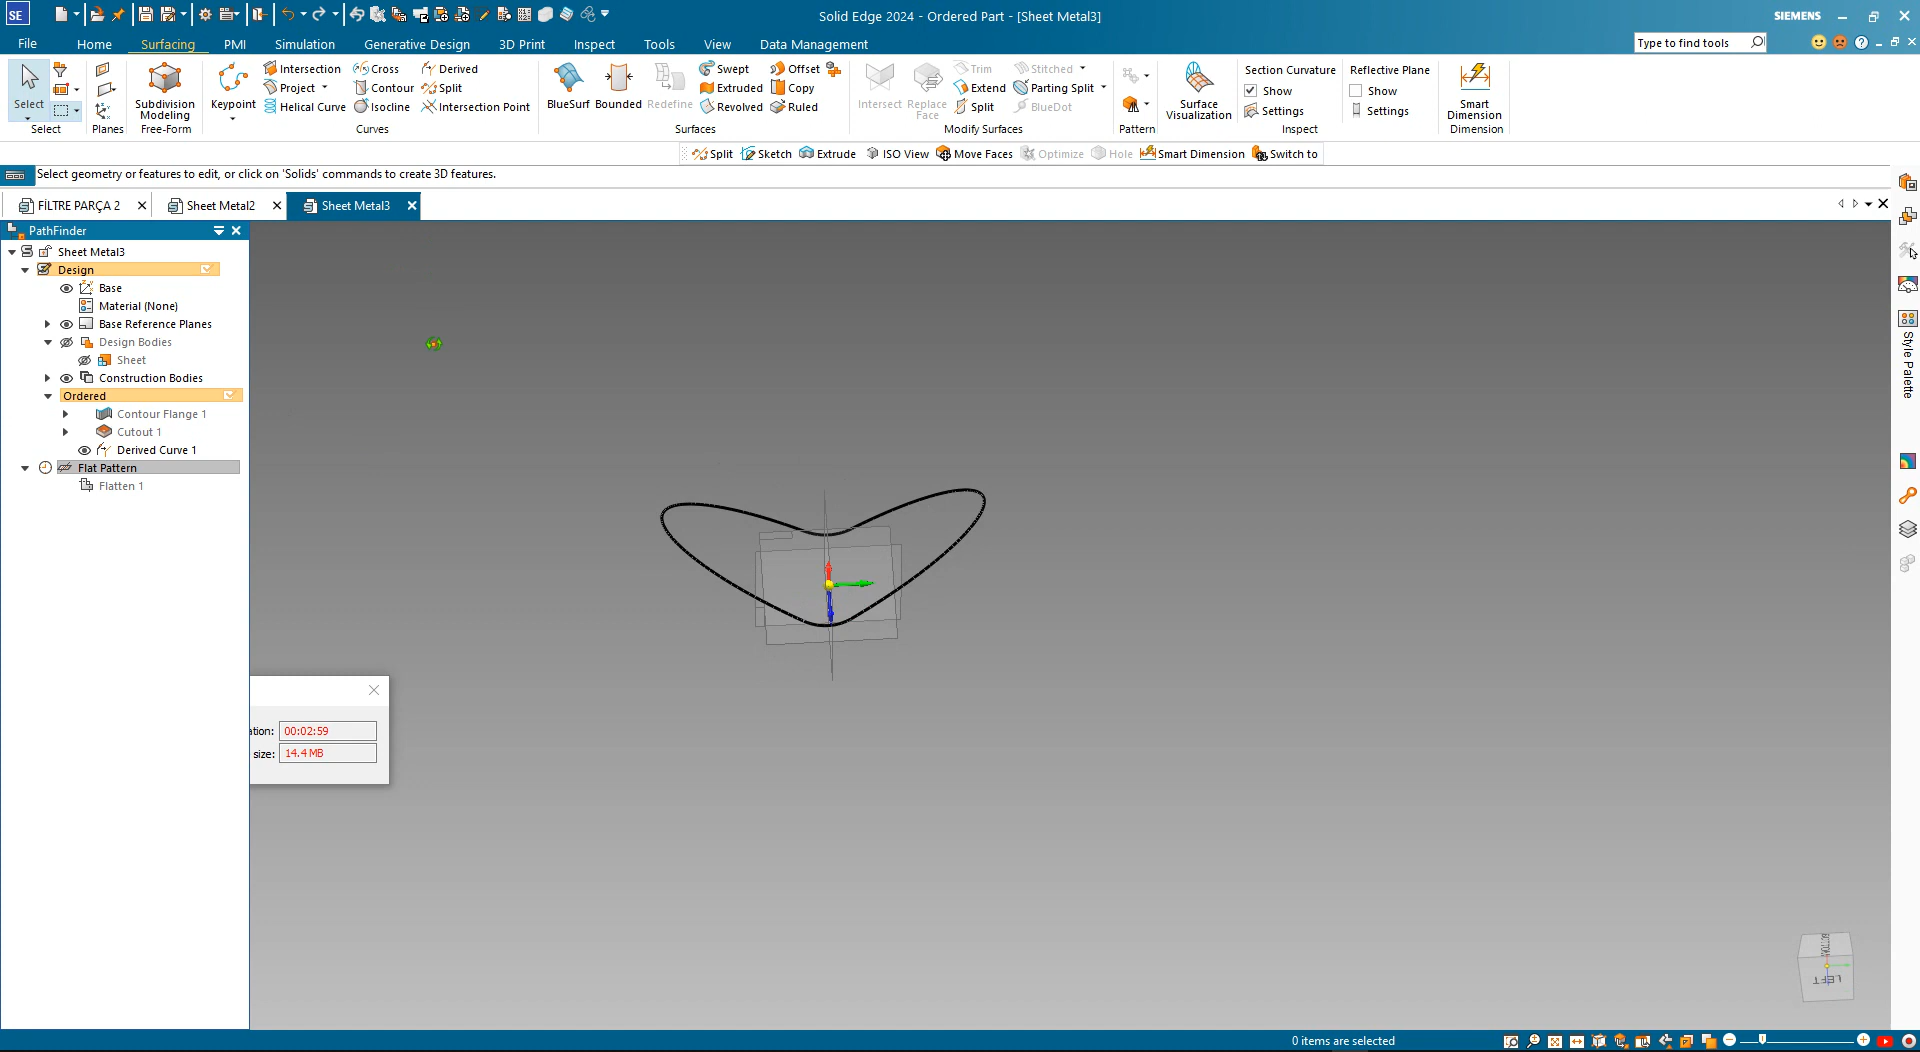 SE
Solid Edge 2024 - Ordered Part - [Sheet Metal3]
SIEMENS
File Home Surfacing PMI Simulation Generative Design 3D Print Inspect Tools View Data Management
Type to find tools
Select
Select
Planes
Subdivision Modeling
Free-Form
Keypoint
Intersection Cross Derived
Project Contour Split
Helical Curve Isocline Intersection Point
Curves
BlueSurf Bounded Redefine
Swept Offset
Extruded Copy
Revolved Ruled
Surfaces
Intersect Replace Face
Trim Stitched
Extend Parting Split
Split BlueDot
Modify Surfaces
Pattern
Surface Visualization
Section Curvature Reflective Plane
Show Show
Settings Settings
Inspect
Smart Dimension
Dimension
Split Sketch Extrude ISO View Move Faces Optimize Hole Smart Dimension Switch to
Select geometry or features to edit, or click on 'Solids' commands to create 3D features.
FİLTRE PARÇA 2 Sheet Metal2 Sheet Metal3
PathFinder
Sheet Metal3
Design
Base
Material (None)
Base Reference Planes
Design Bodies
Sheet
Construction Bodies
Ordered
Contour Flange 1
Cutout 1
Derived Curve 1
Flat Pattern
Flatten 1
Style Palette
ation: 00:02:59
size: 14.4 MB
BOTTOM
LEFT
0 items are selected